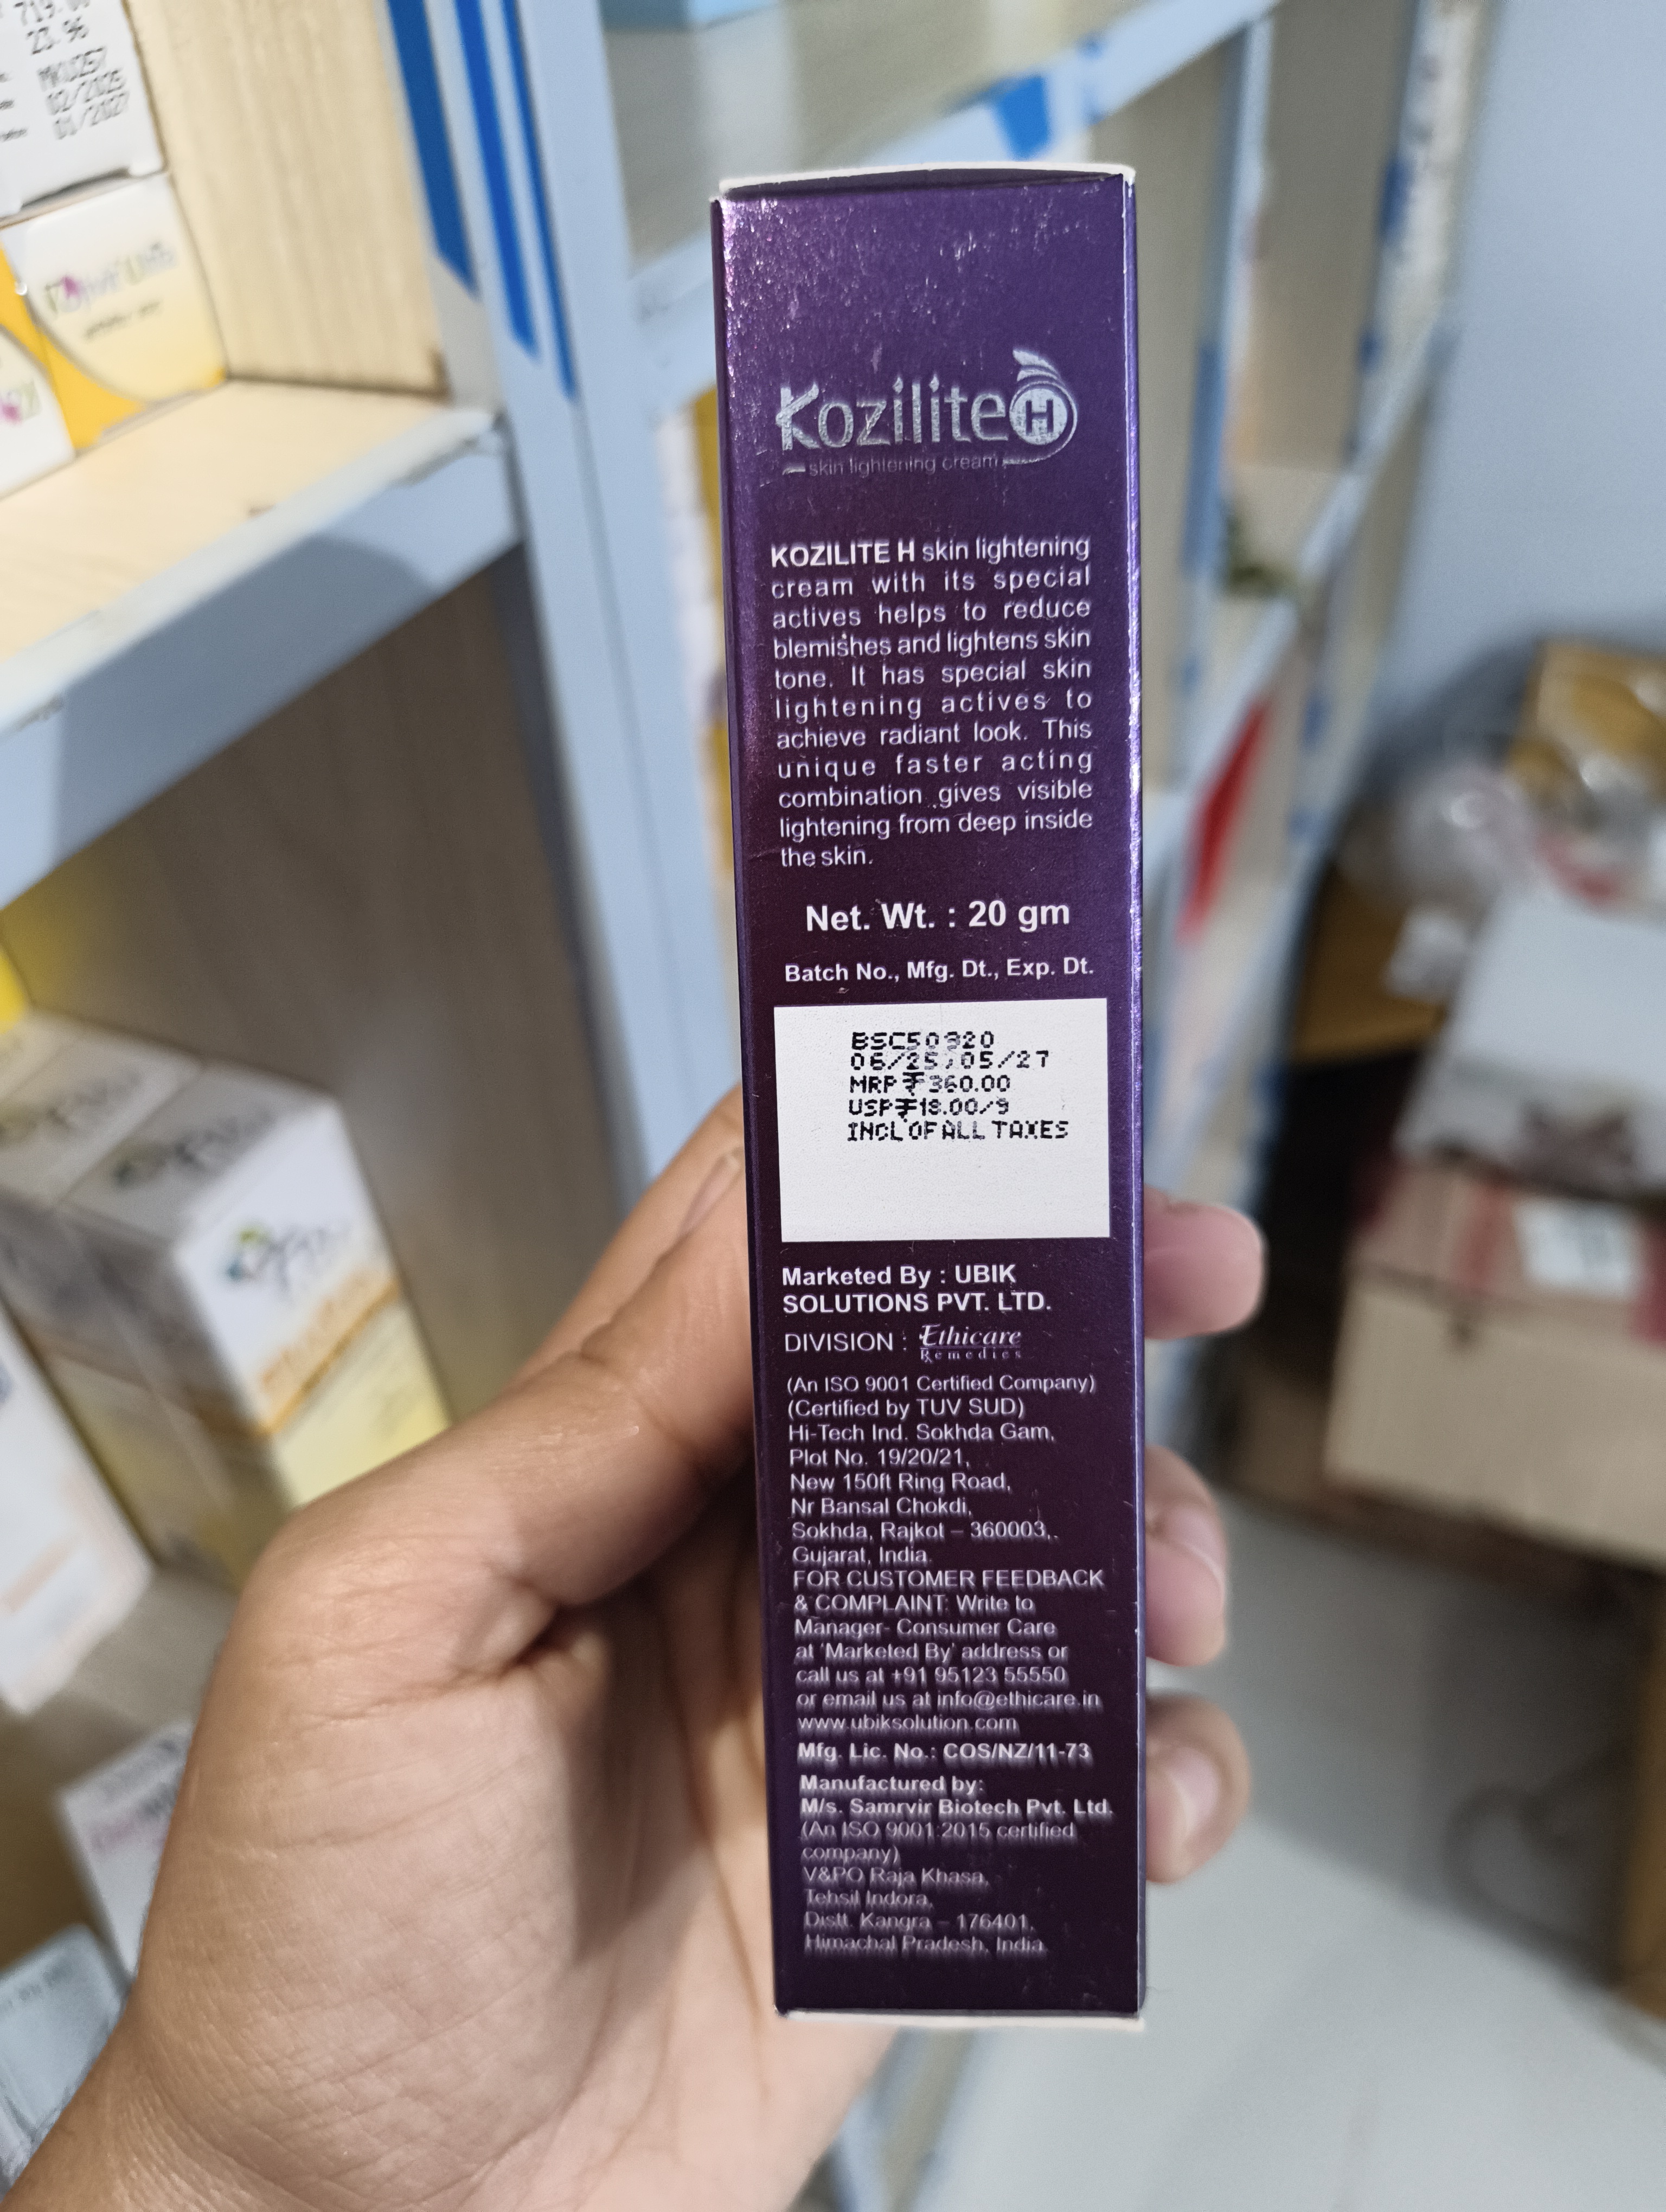 719.
23.96
MKU257
02/2025
01/2027
Kozilite H
skin lightening cream
KOZILITE H skin lightening
cream with its special
actives helps to reduce
blemishes and lightens skin
tone. It has special skin
lightening actives to
achieve radiant look. This
unique faster acting
combination gives visible
lightening from deep inside
the skin.
Net. Wt. : 20 gm
Batch No., Mfg. Dt., Exp. Dt.
BSC50920
06/25;05/27
MRP ₹360.00
USP₹18.00/g
INCL OF ALL TAXES
Marketed By : UBIK
SOLUTIONS PVT. LTD.
DIVISION : Ethicare
Remedies
(An ISO 9001 Certified Company)
(Certified by TUV SUD)
Hi-Tech Ind. Sokhda Gam,
Plot No. 19/20/21,
New 150ft Ring Road,
Nr Bansal Chokdi,
Sokhda, Rajkot – 360003,.
Gujarat, India.
FOR CUSTOMER FEEDBACK
& COMPLAINT: Write to
Manager- Consumer Care
at 'Marketed By' address or
call us at +91 95123 55550
or email us at info@ethicare.in
www.ubiksolution.com
Mfg. Lic. No.: COS/NZ/11-73
Manufactured by:
M/s. Samrvir Biotech Pvt. Ltd.
(An ISO 9001:2015 certified
company)
V&PO Raja Khasa,
Tehsil Indora,
Distt. Kangra – 176401,
Himachal Pradesh, India.